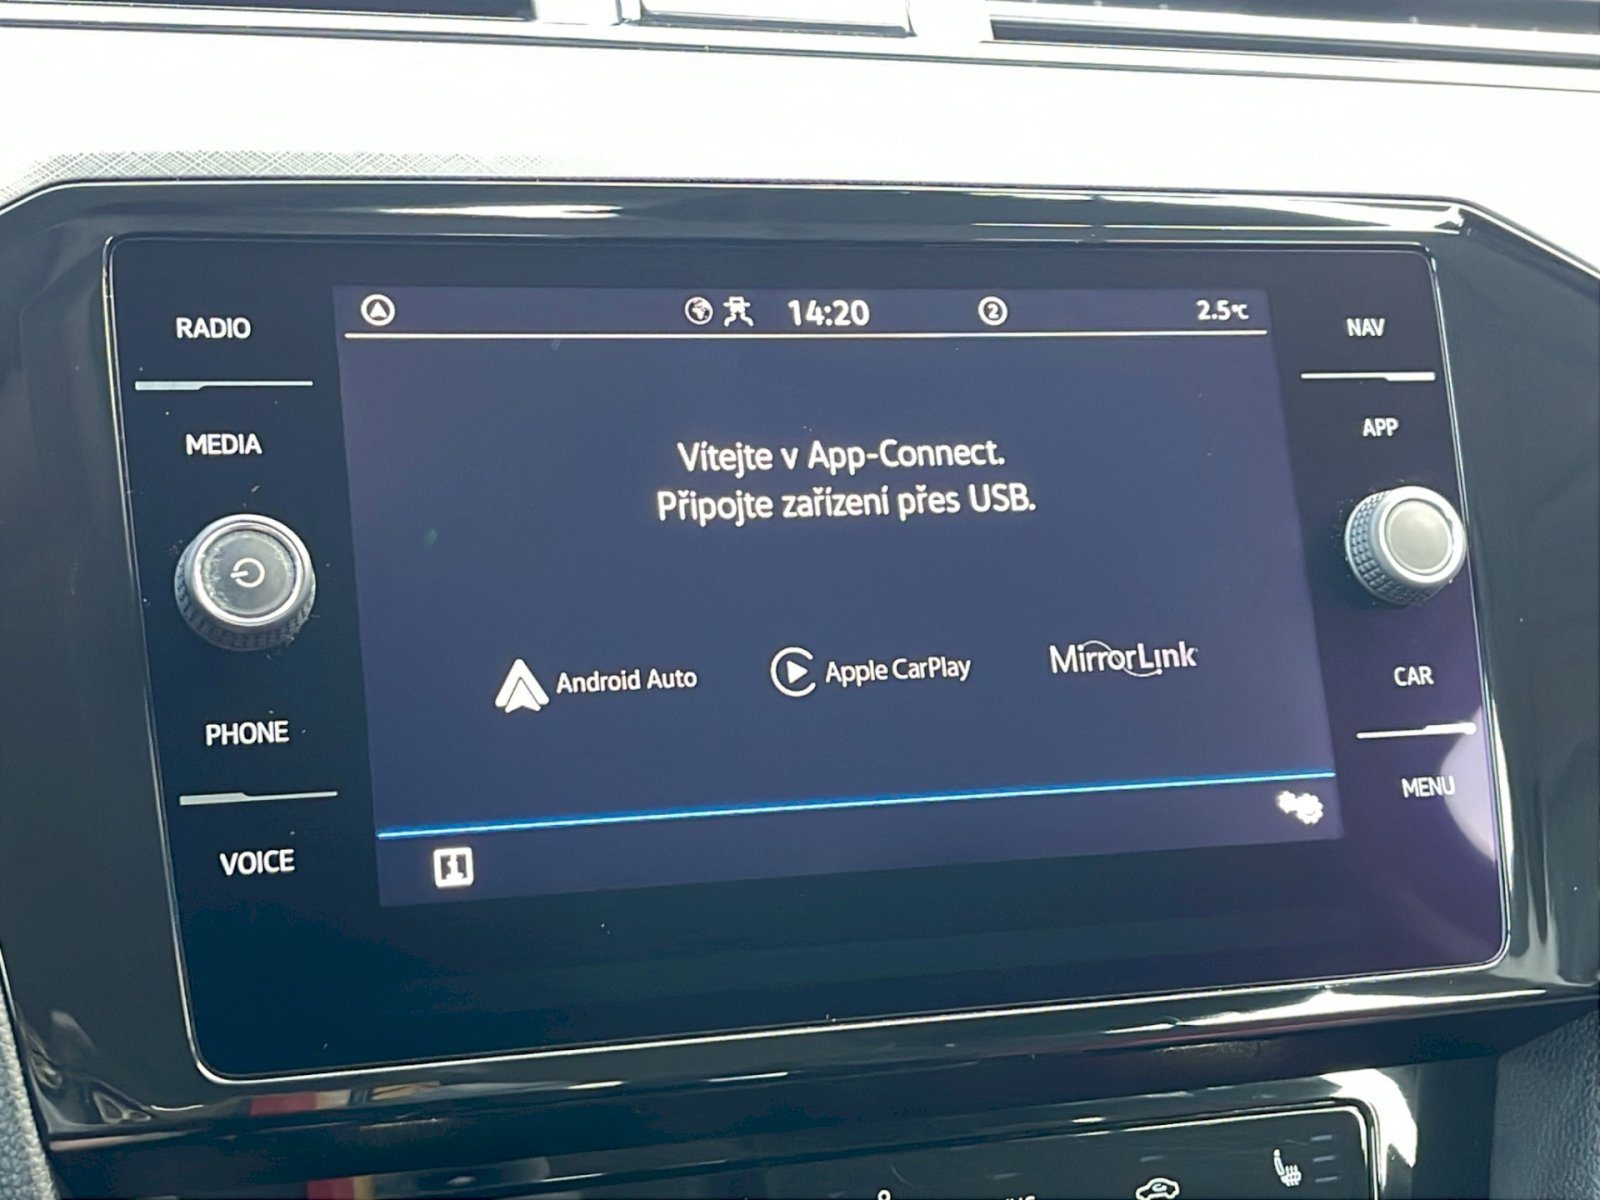 RADIO
MEDIA
PHONE
VOICE
14:20
2
2.5°C
Vítejte v App-Connect.
Připojte zařízení přes USB.
Android Auto
Apple CarPlay
MirrorLink
NAV
APP
CAR
MENU